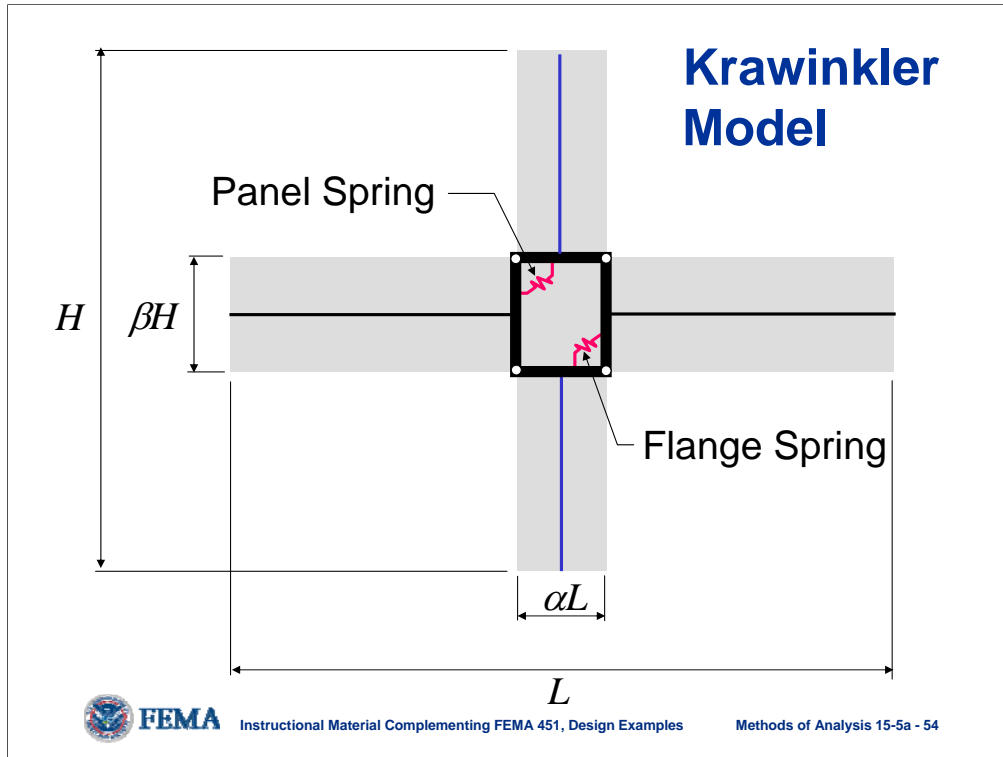 Krawinkler
Model
Panel Spring
H
βH
Flange Spring
αL
L
FEMA
Instructional Material Complementing FEMA 451, Design Examples
Methods of Analysis 15-5a - 54